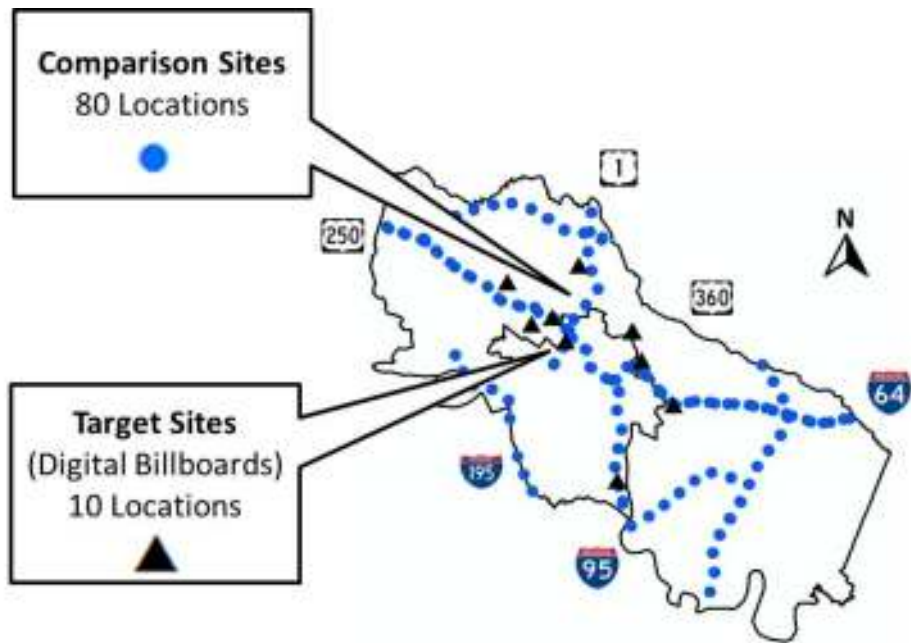 Comparison Sites
80 Locations
1
250
N
360
64
Target Sites
(Digital Billboards)
10 Locations
195
95